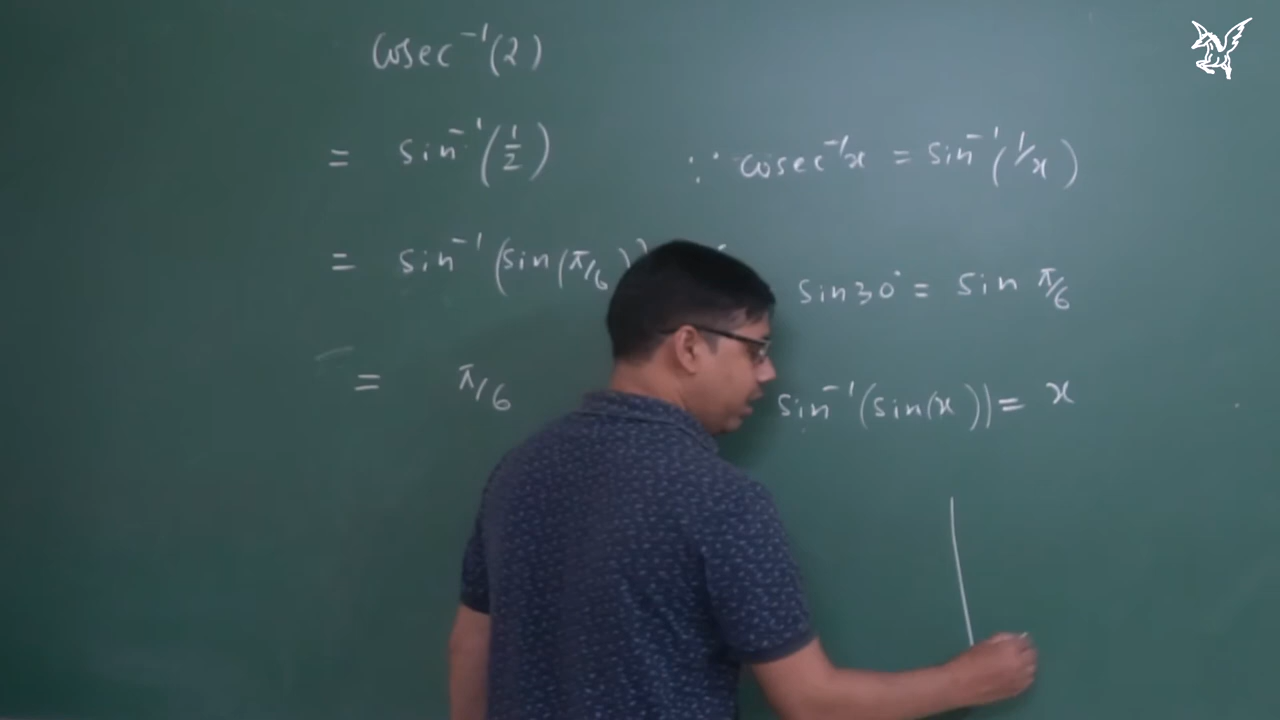 cosec⁻¹(2)
= sin⁻¹(1/2) ∵ cosec⁻¹x = sin⁻¹(1/x)
= sin⁻¹(sin(π/6)) sin30° = sin π/6
= π/6 sin⁻¹(sin(x)) = x